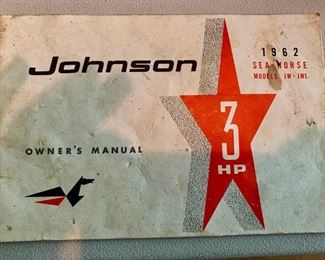 Johnson
1962
SEA-HORSE
MODELS JW-JWL
3
HP
OWNER'S MANUAL